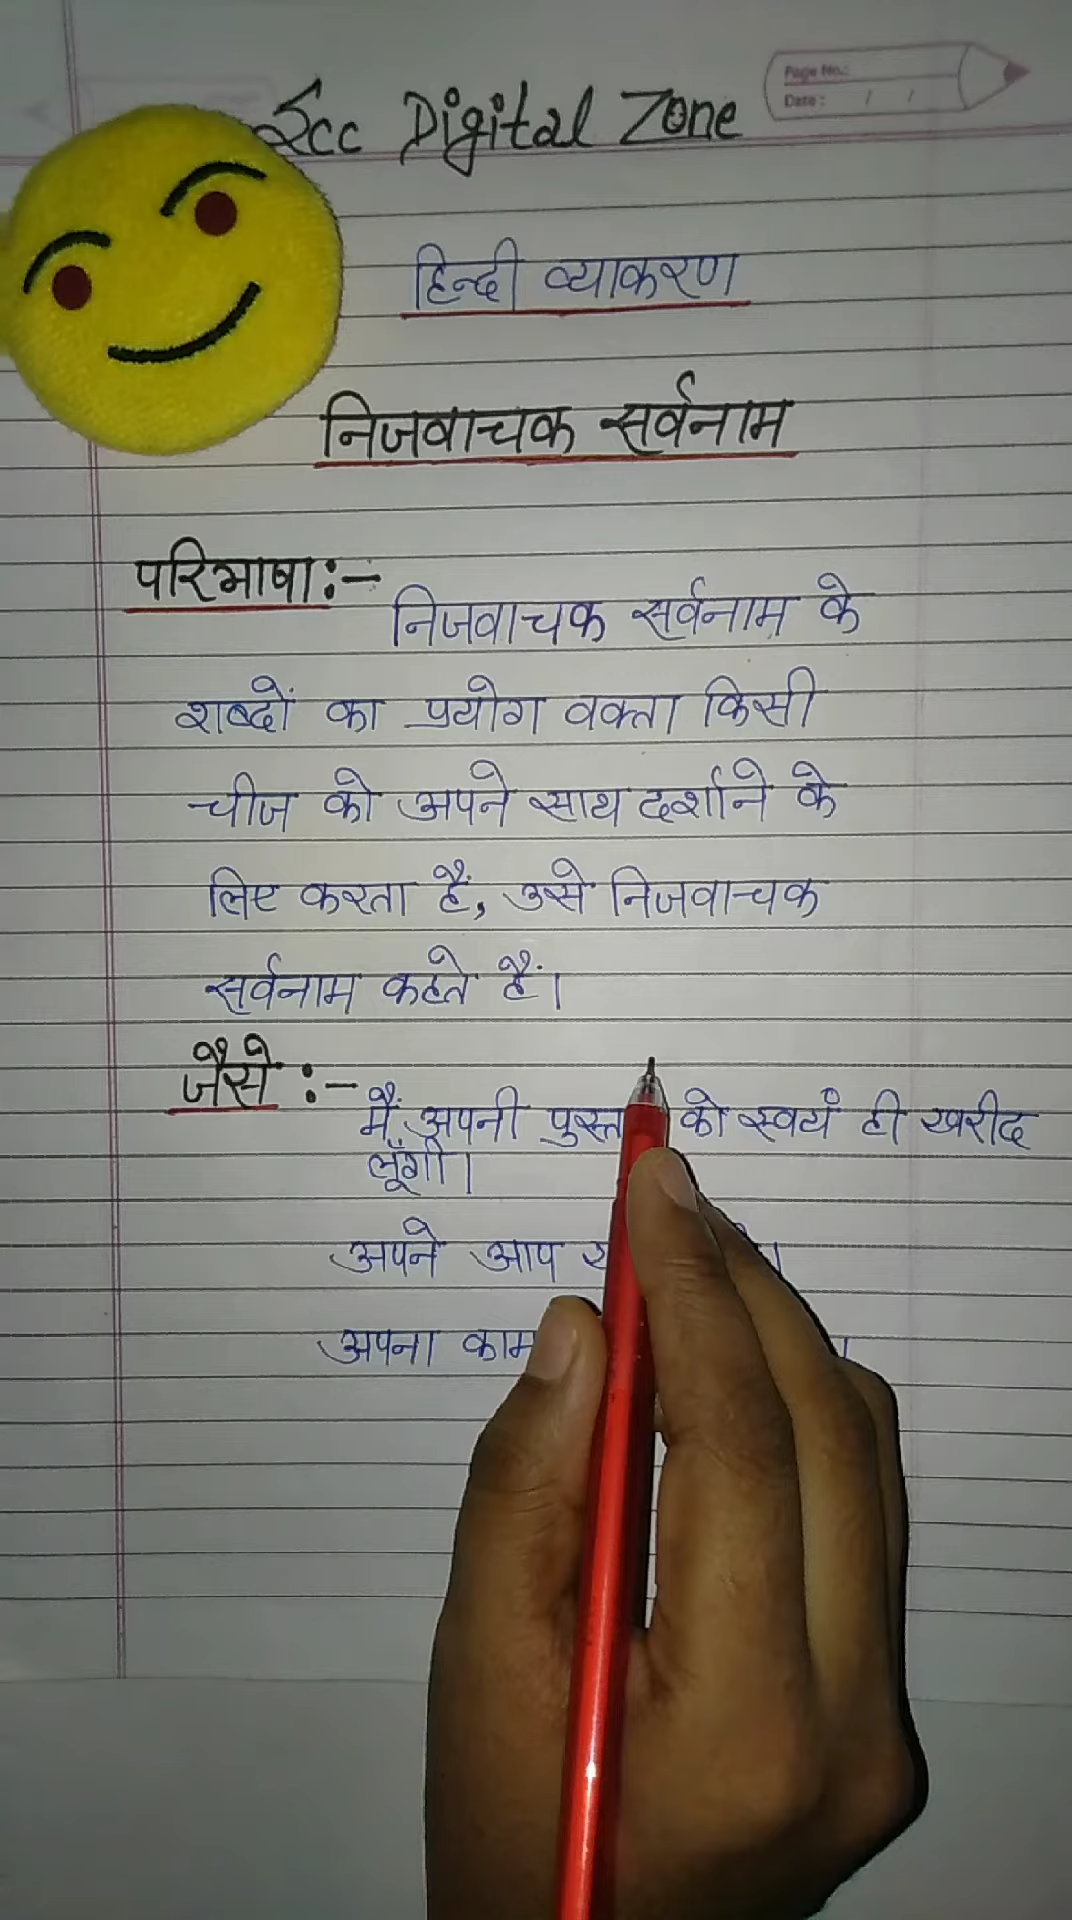 Scc Digital Zone
Page No.:
Date : / /
हिन्दी व्याकरण
निजवाचक सर्वनाम
परिभाषा:-
निजवाचक सर्वनाम के
शब्दों का प्रयोग वक्ता किसी
चीज को अपने साथ दर्शाने के
लिए करता हैं, उसे निजवाचक
सर्वनाम कहते हैं।
जैसे :-
मैं अपनी को स्वयं ही खरीद
लूँगी।
अपने आप
अपना काम